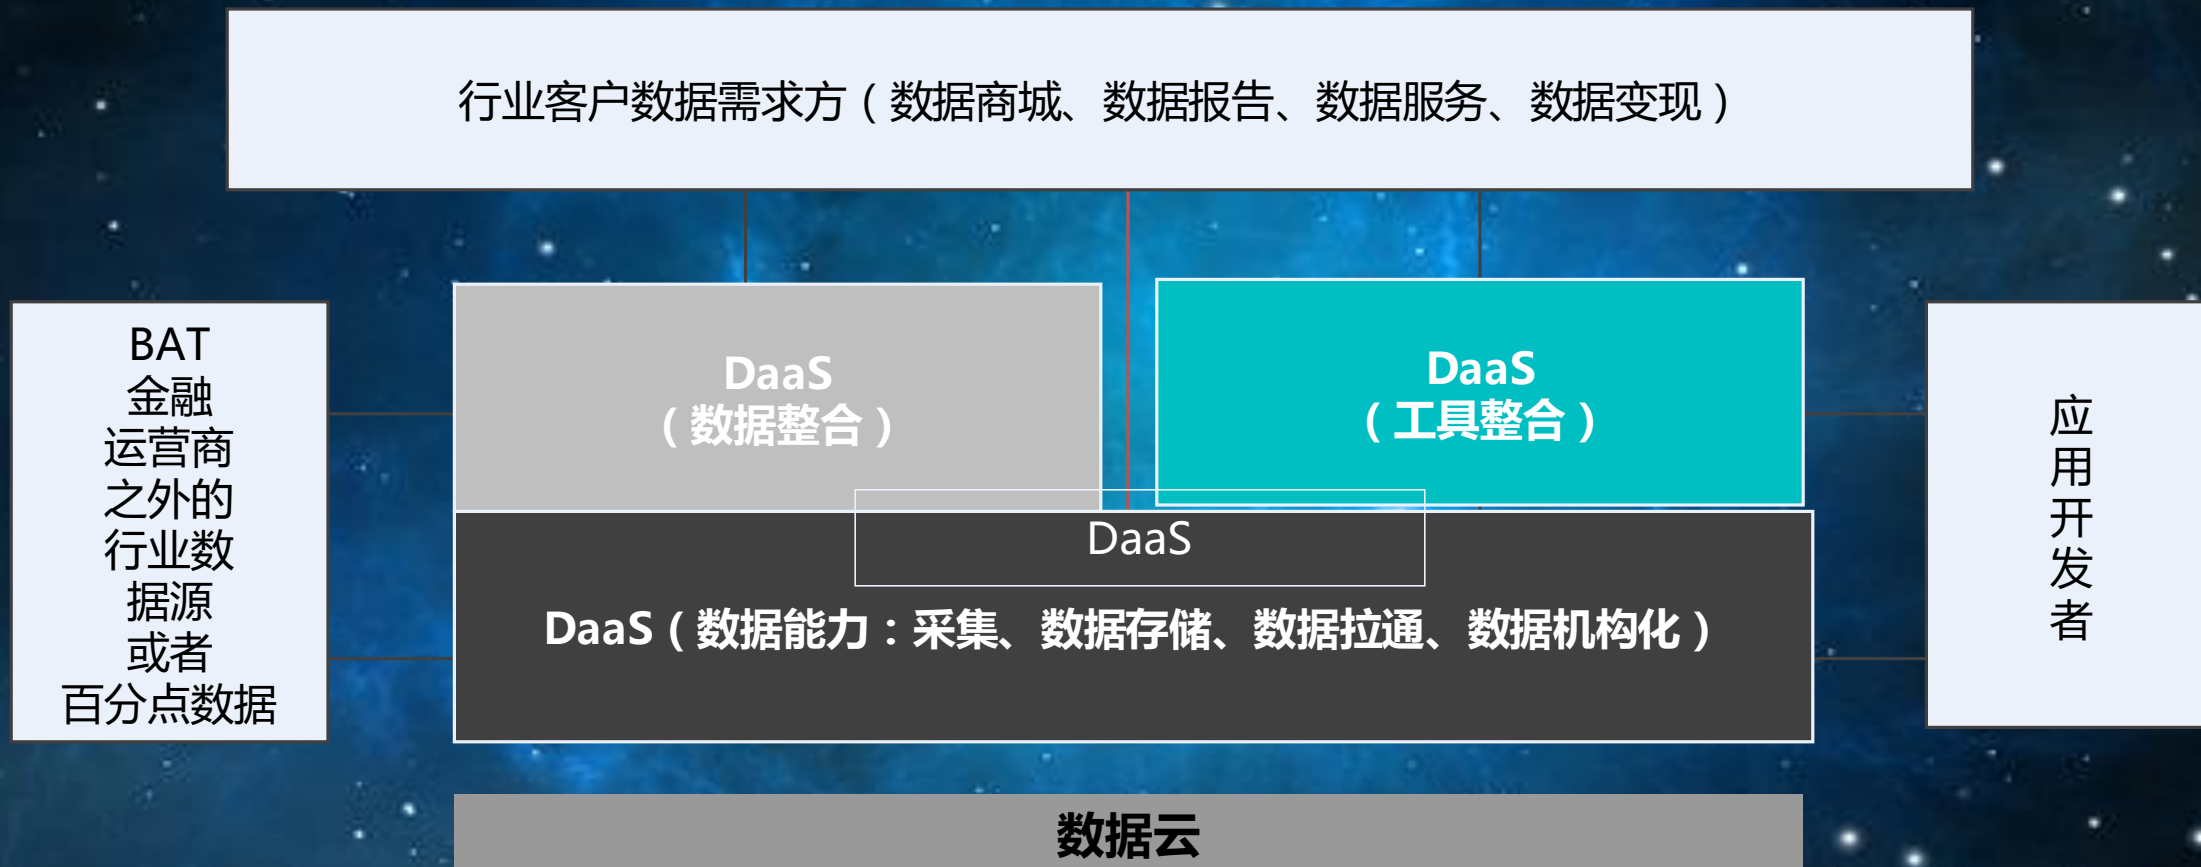 行业客户数据需求方（数据商城、数据报告、数据服务、数据变现）
BAT
金融
运营商
之外的
行业数
据源
或者
百分点数据
DaaS
（数据整合）
DaaS
（工具整合）
DaaS
DaaS（数据能力：采集、数据存储、数据拉通、数据机构化）
应
用
开
发
者
数据云